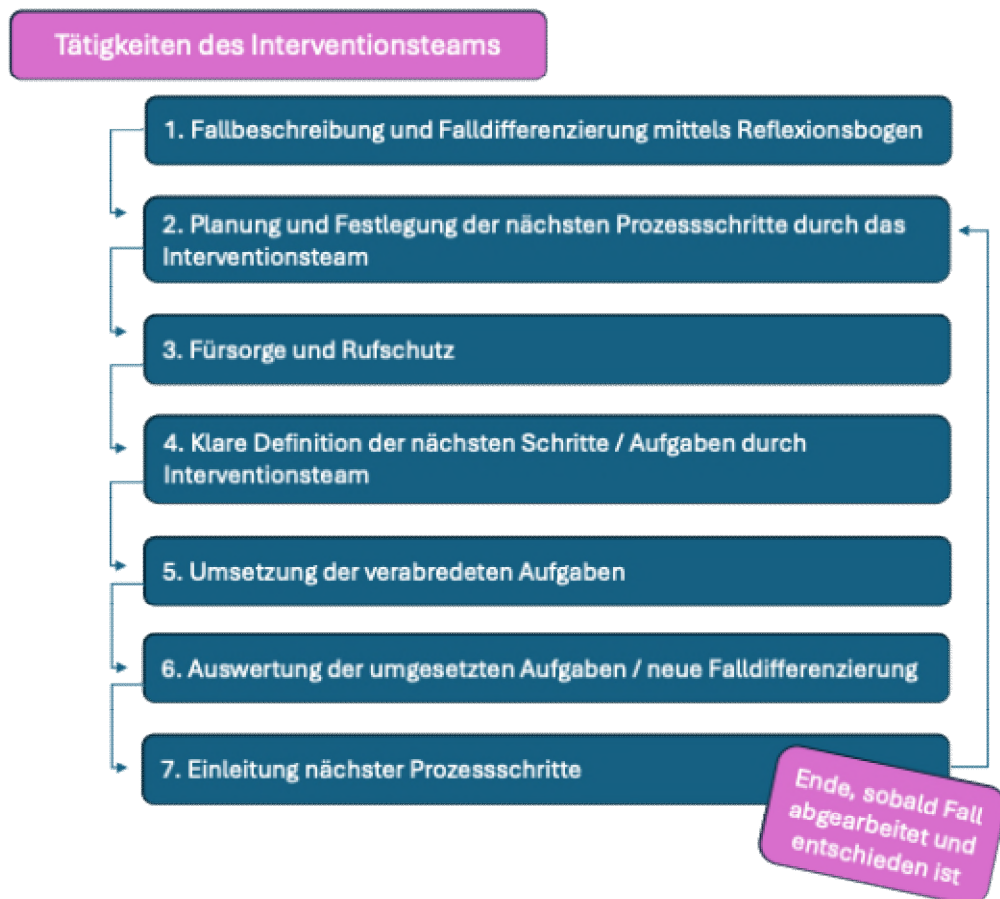 Tätigkeiten des Interventionsteams
1. Fallbeschreibung und Falldifferenzierung mittels Reflexionsbogen
2. Planung und Festlegung der nächsten Prozessschritte durch das
Interventionsteam
3. Fürsorge und Rufschutz
4. Klare Definition der nächsten Schritte / Aufgaben durch
Interventionsteam
5. Umsetzung der verabredeten Aufgaben
6. Auswertung der umgesetzten Aufgaben / neue Falldifferenzierung
7. Einleitung nächster Prozessschritte
Ende, sobald Fall
abgearbeitet und
entschieden ist